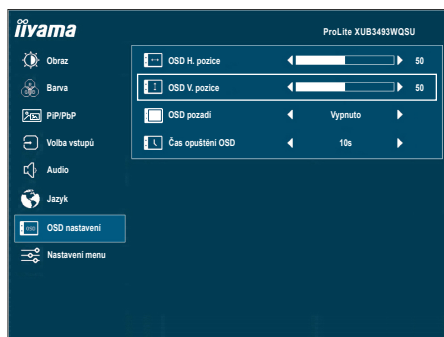 iiyama
ProLite XUB3493WQSU
Obraz
OSD H. pozice 50
Barva
OSD V. pozice 50
PiP/PbP
OSD pozadí Vypnuto
Volba vstupů
Čas opuštění OSD 10s
Audio
Jazyk
OSD nastavení
Nastavení menu